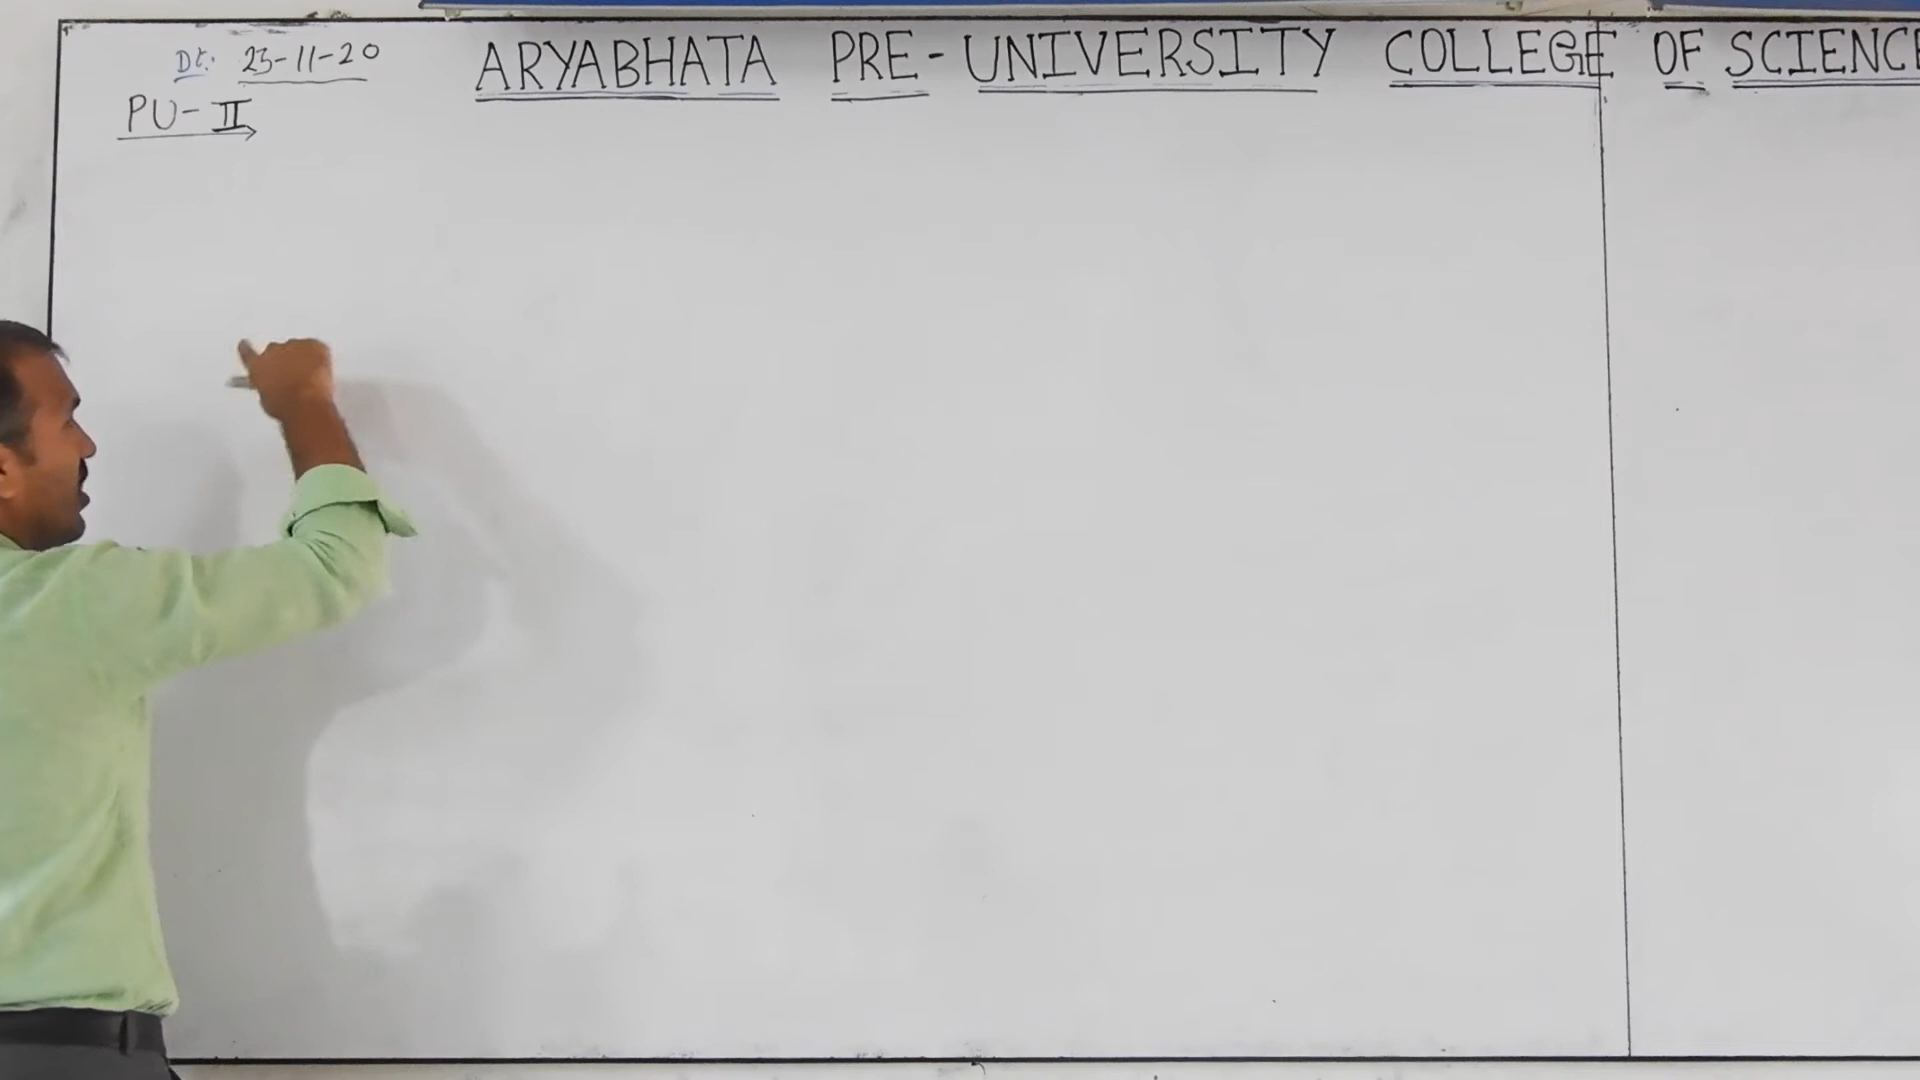 Dt: 23-11-20
ARYABHATA PRE-UNIVERSITY COLLEGE OF SCIENCE
PU-II